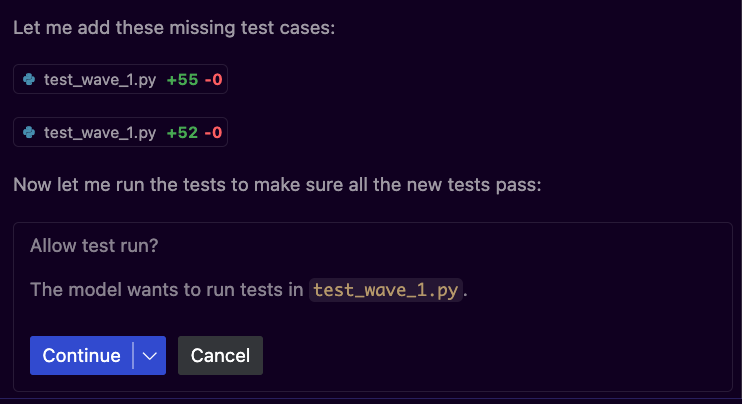 Let me add these missing test cases:
test_wave_1.py +55 -0
test_wave_1.py +52 -0
Now let me run the tests to make sure all the new tests pass:
Allow test run?
The model wants to run tests in test_wave_1.py.
Continue
Cancel